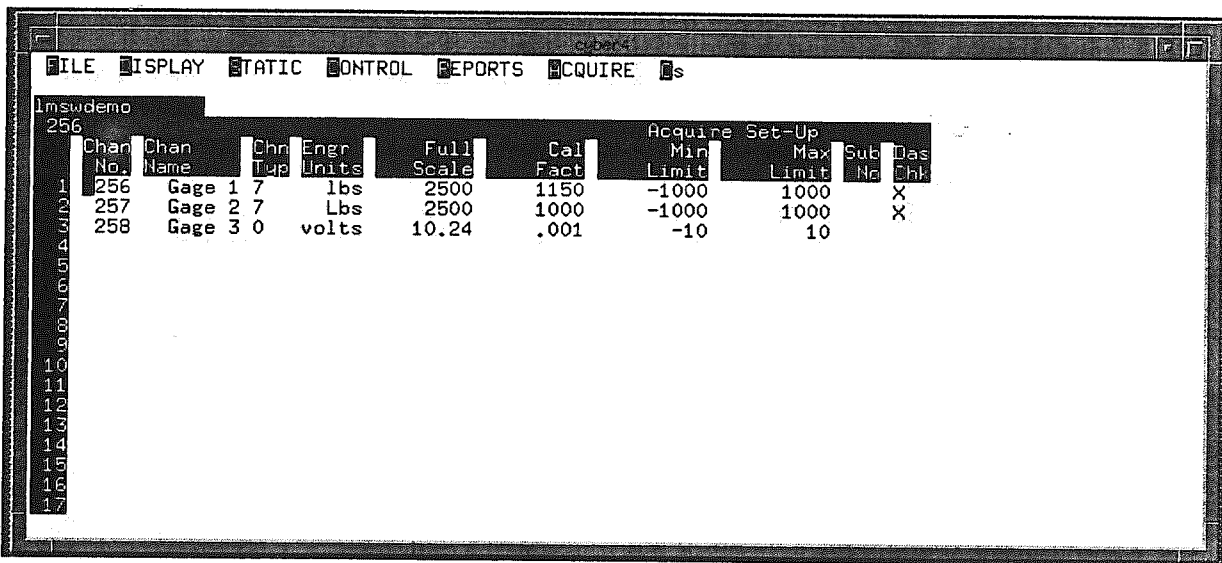 cyber4
FILE DISPLAY STATIC CONTROL REPORTS ACQUIRE Os
lmswdemo
256 Acquire Set-Up
Chan Chan Chn Engr Full Cal Min Max Sub Das
No. Name Typ Units Scale Fact Limit Limit No Chk
1 256 Gage 1 7 lbs 2500 1150 -1000 1000 X
2 257 Gage 2 7 Lbs 2500 1000 -1000 1000 X
3 258 Gage 3 0 volts 10.24 .001 -10 10
4
5
6
7
8
9
10
11
12
13
14
15
16
17